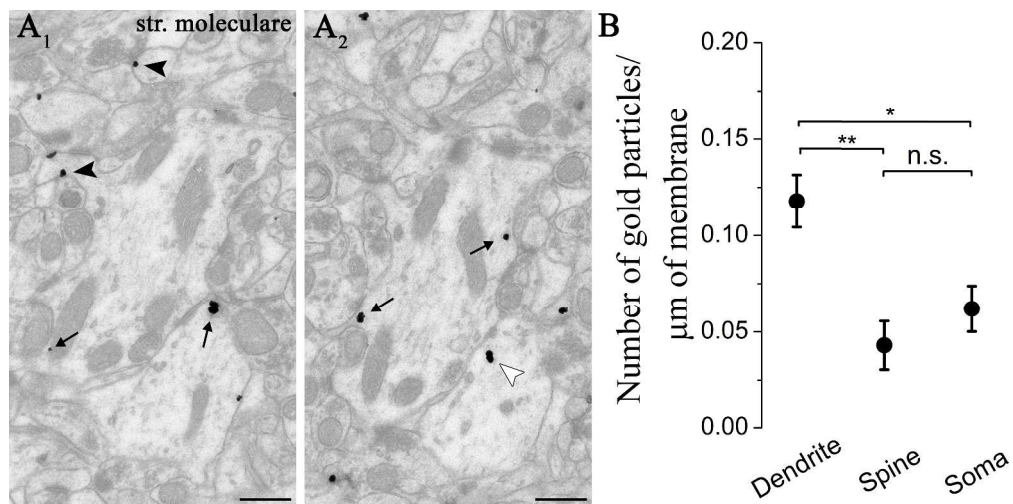 A1
str. moleculare
A2
B
Number of gold particles/
µm of membrane
0.20
0.15
0.10
0.05
0.00
*
**
n.s.
Dendrite
Spine
Soma